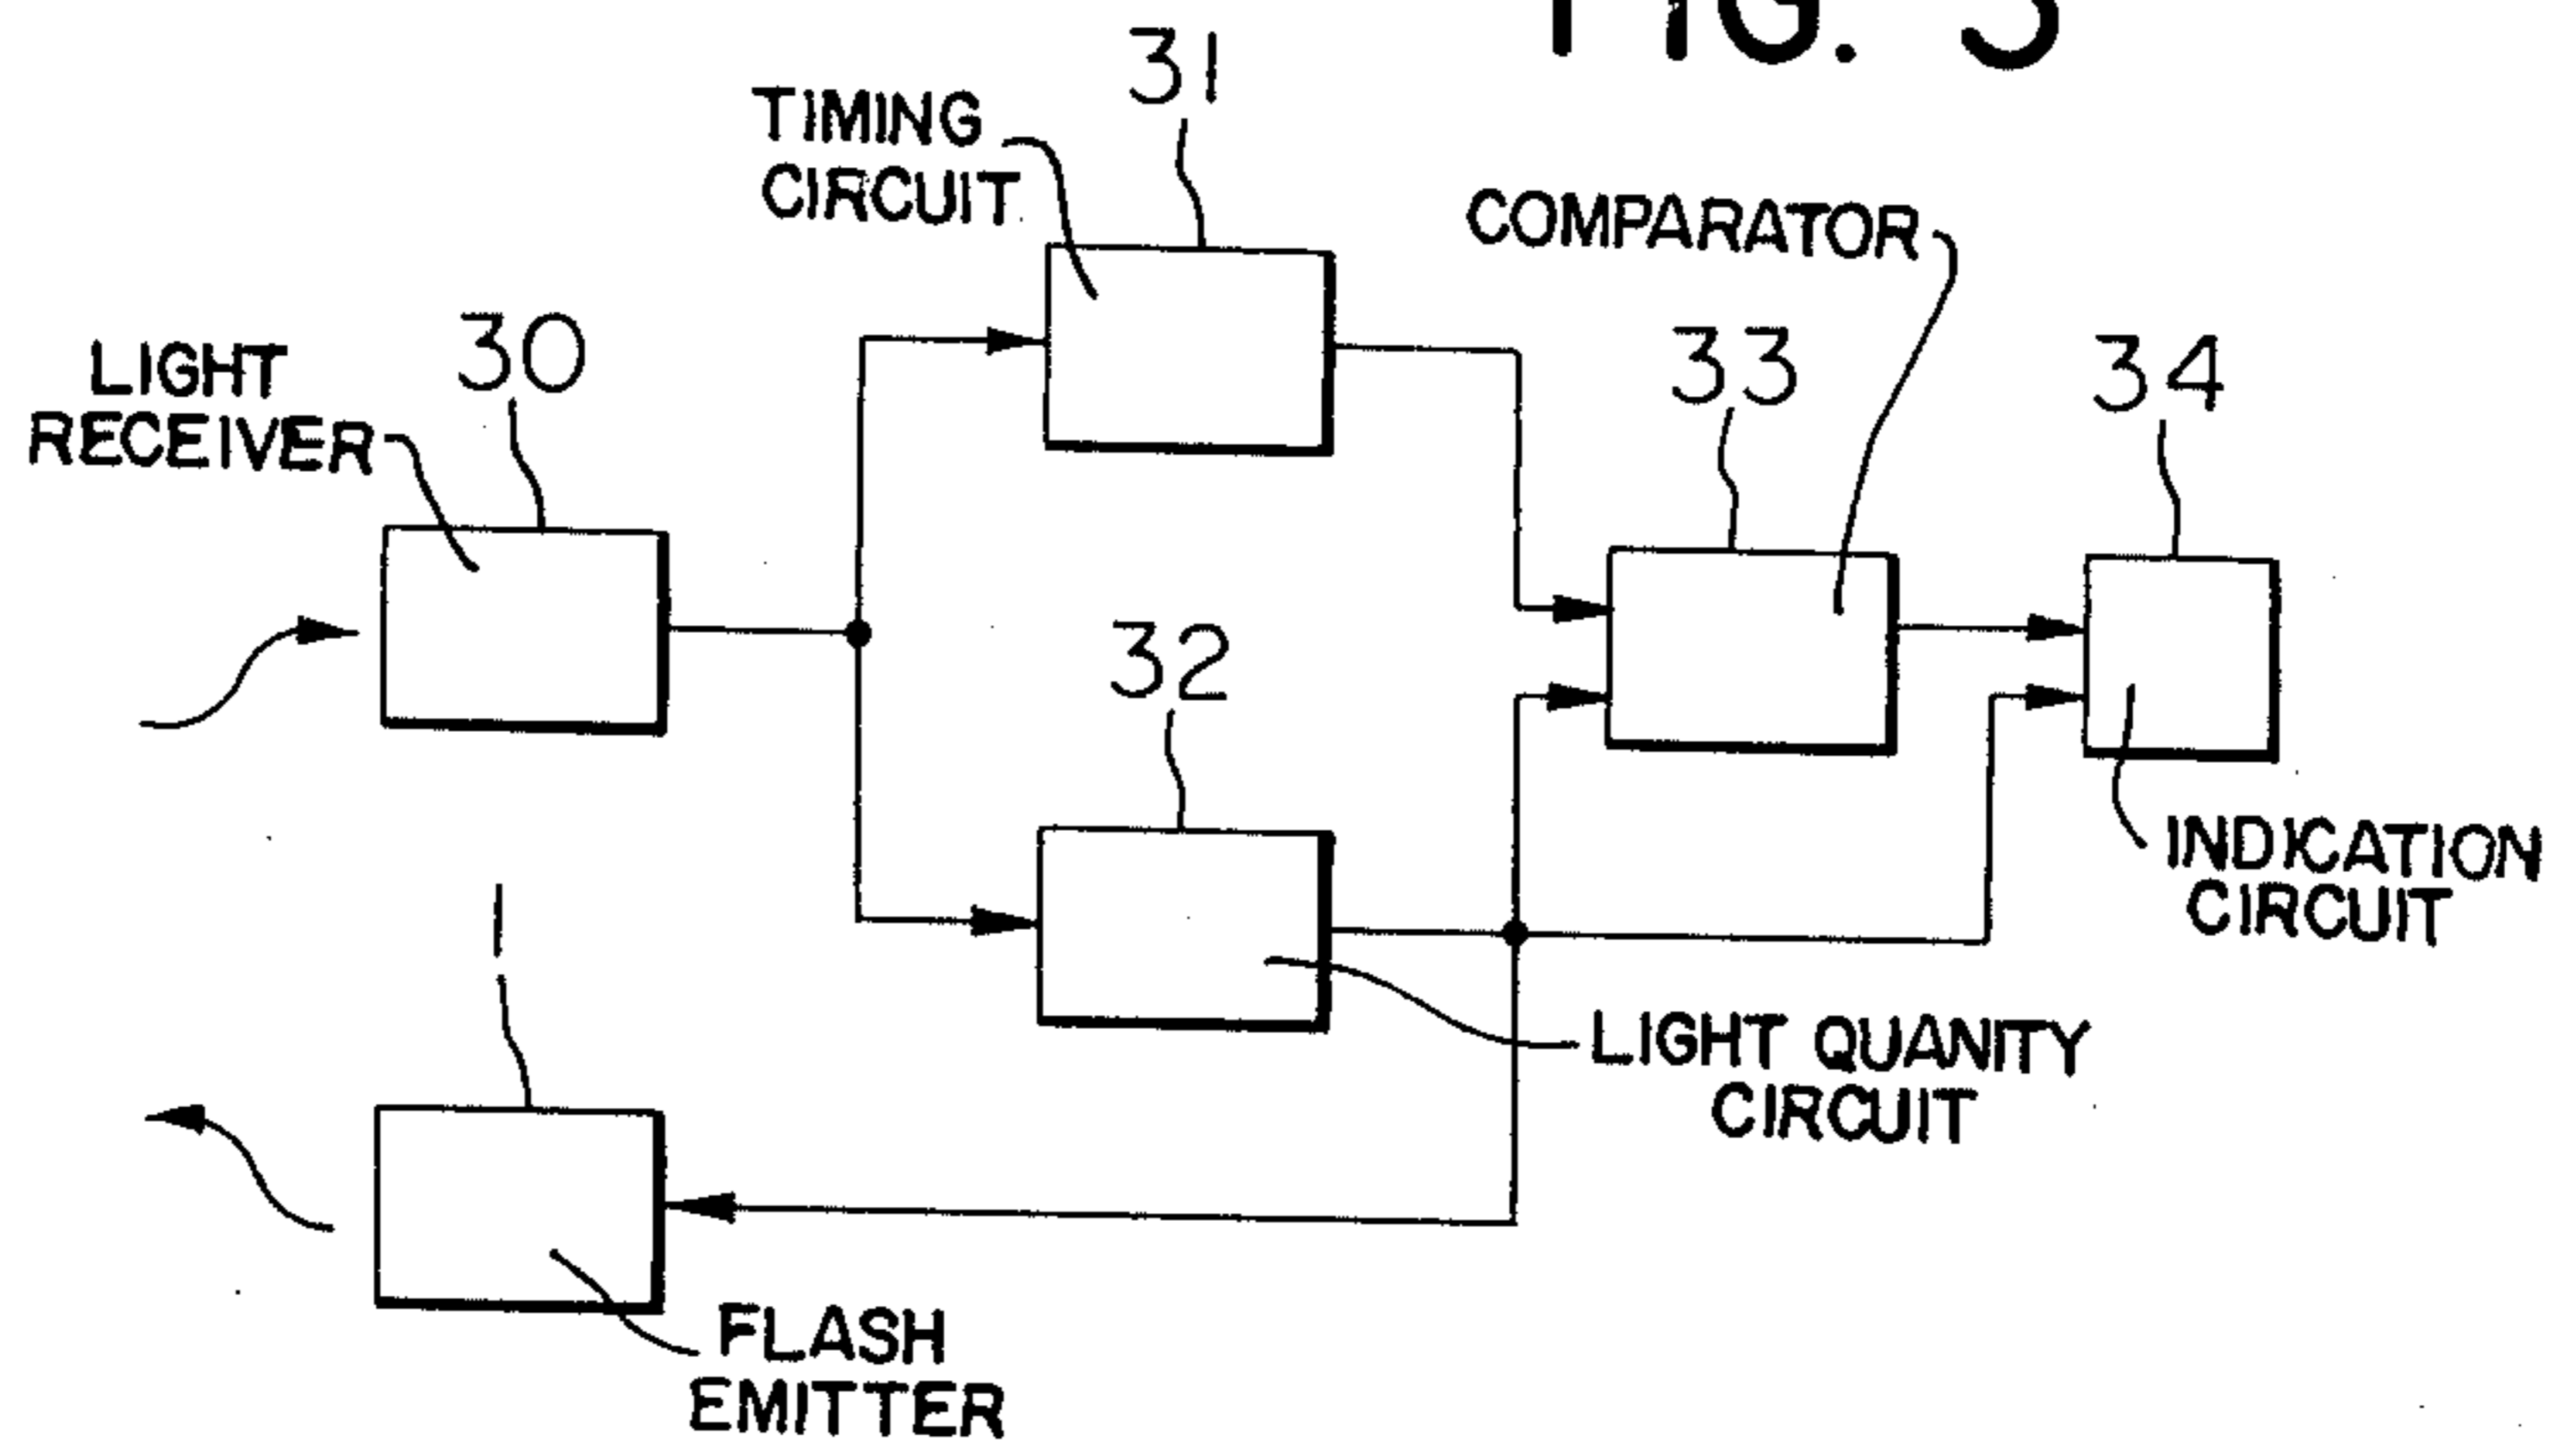 FIG. 3
31
TIMING
CIRCUIT
COMPARATOR
30
33
34
LIGHT
RECEIVER
32
INDICATION
CIRCUIT
1
LIGHT QUANITY
CIRCUIT
FLASH
EMITTER